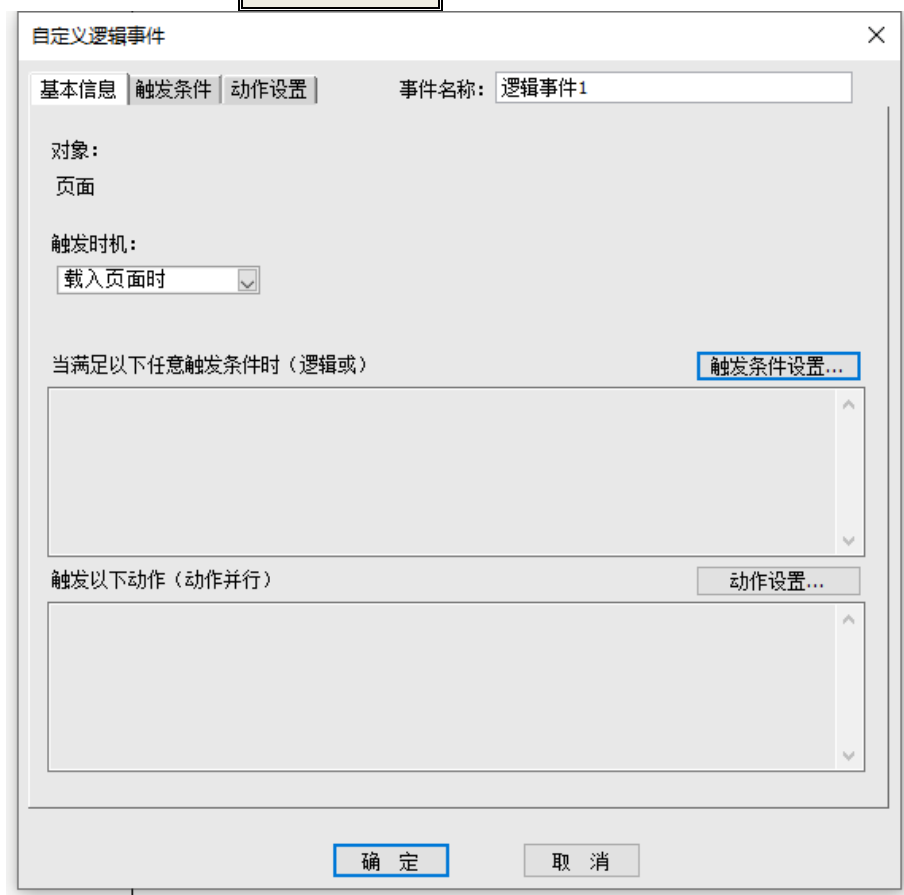 自定义逻辑事件
基本信息 触发条件 动作设置 事件名称: 逻辑事件1
对象:
页面
触发时机:
载入页面时
当满足以下任意触发条件时（逻辑或） 触发条件设置...
触发以下动作（动作并行） 动作设置...
确 定 取 消